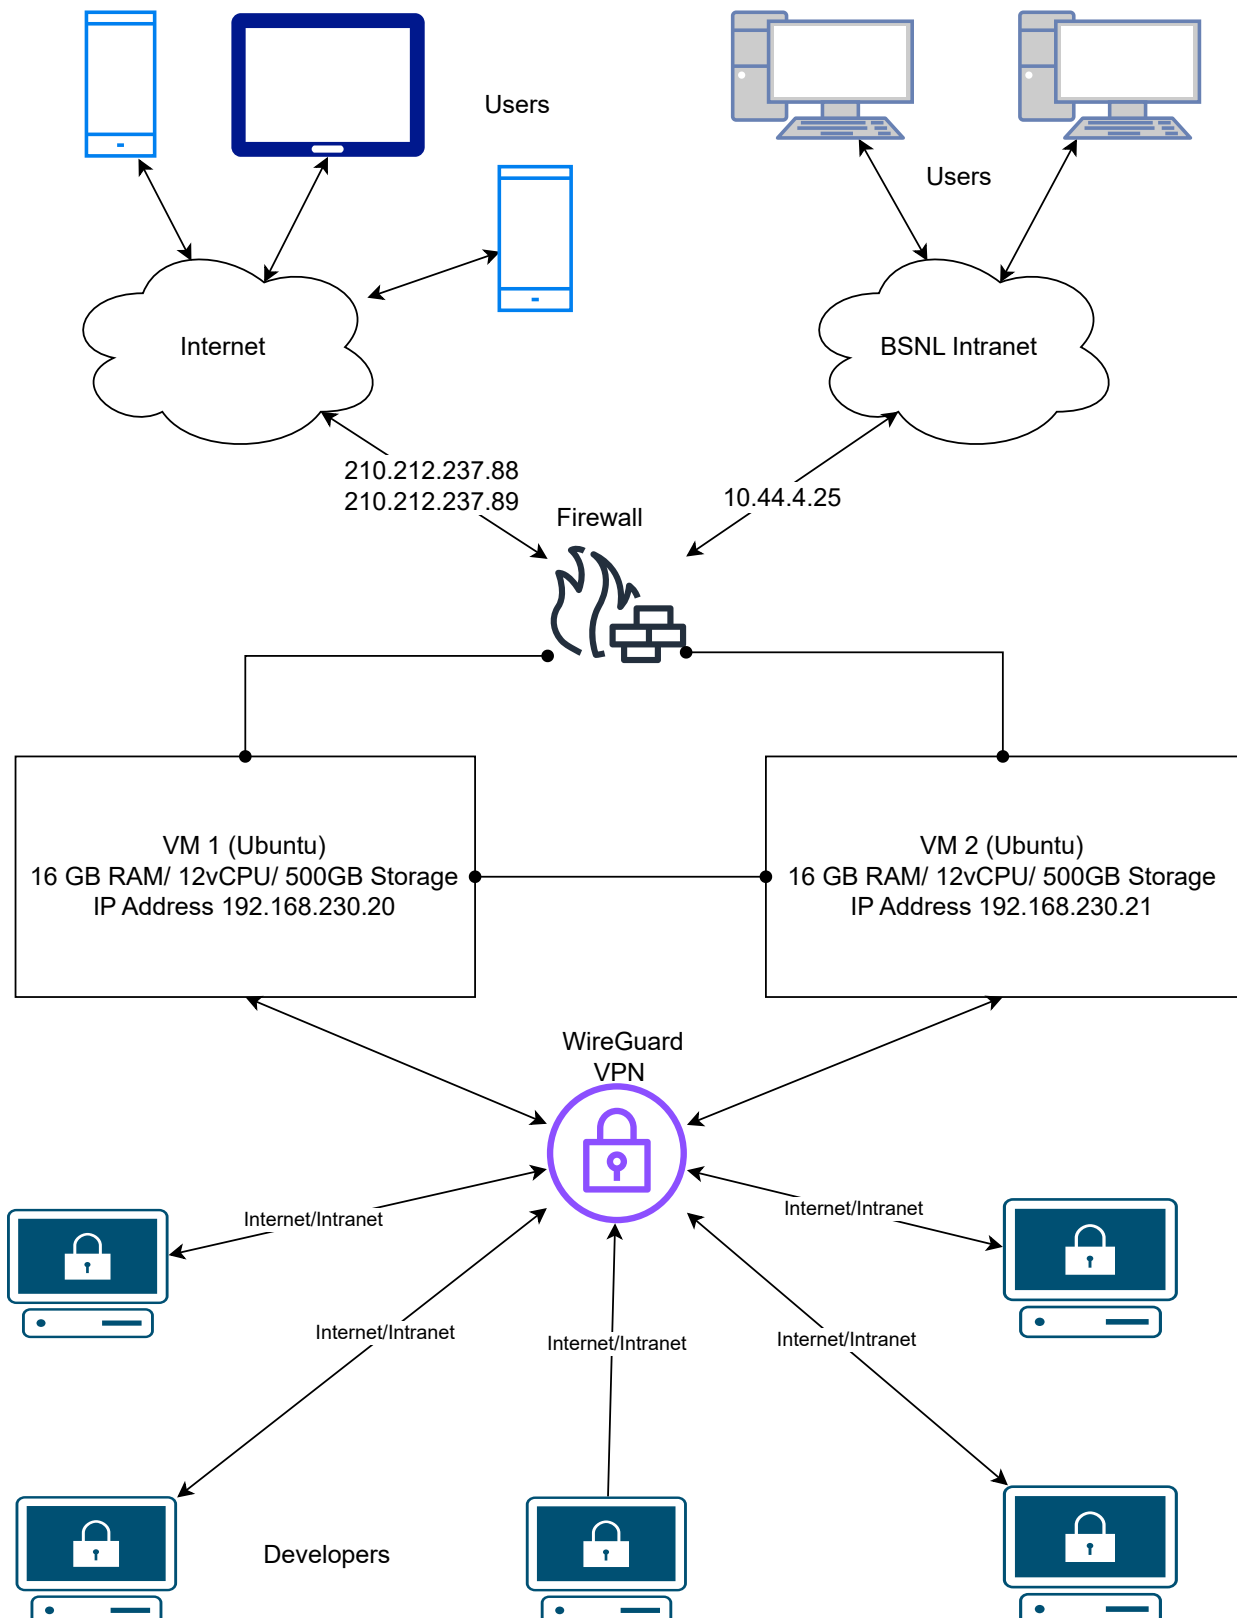 Users
Users
Internet
BSNL Intranet
210.212.237.88
210.212.237.89
10.44.4.25
Firewall
VM 1 (Ubuntu)
16 GB RAM/ 12vCPU/ 500GB Storage
IP Address 192.168.230.20
VM 2 (Ubuntu)
16 GB RAM/ 12vCPU/ 500GB Storage
IP Address 192.168.230.21
WireGuard
VPN
Internet/Intranet
Internet/Intranet
Internet/Intranet
Internet/Intranet
Internet/Intranet
Developers